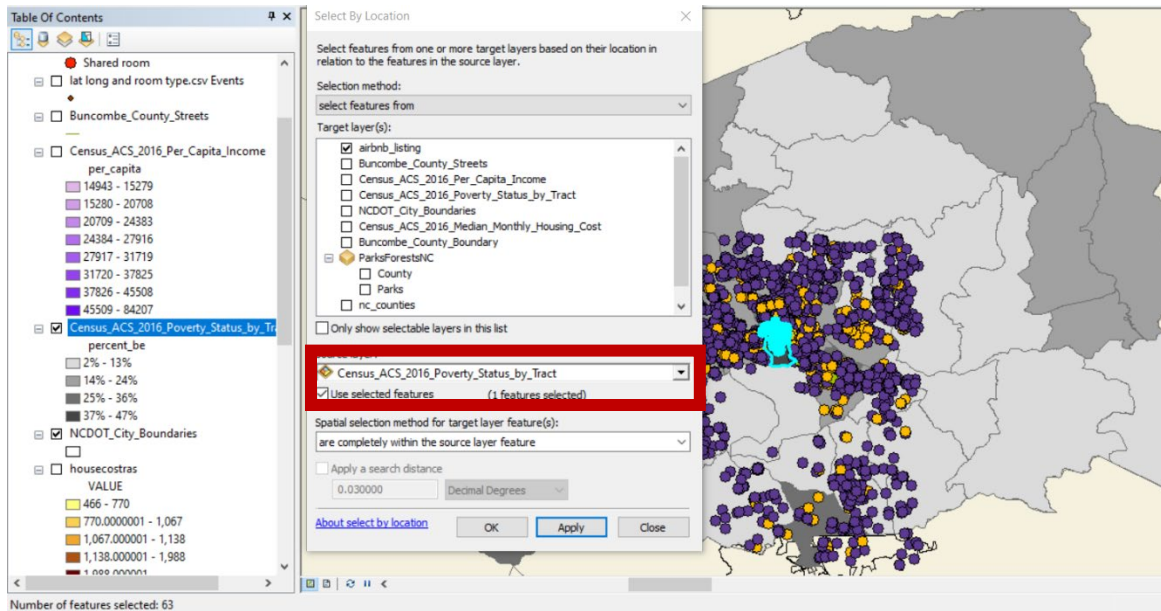 Table Of Contents
Shared room
lat long and room type.csv Events
Buncombe_County_Streets
Census_ACS_2016_Per_Capita_Income
per_capita
14943 - 15279
15280 - 20708
20709 - 24383
24384 - 27916
27917 - 31719
31720 - 37825
37826 - 45508
45509 - 84207
Census_ACS_2016_Poverty_Status_by_Tr
percent_be
2% - 13%
14% - 24%
25% - 36%
37% - 47%
NCDOT_City_Boundaries
housecostras
VALUE
466 - 770
770.0000001 - 1,067
1,067.000001 - 1,138
1,138.000001 - 1,988
1,988.000001
Number of features selected: 63
Select By Location
Select features from one or more target layers based on their location in
relation to the features in the source layer.
Selection method:
select features from
Target layer(s):
airbnb_listing
Buncombe_County_Streets
Census_ACS_2016_Per_Capita_Income
Census_ACS_2016_Poverty_Status_by_Tract
NCDOT_City_Boundaries
Census_ACS_2016_Median_Monthly_Housing_Cost
Buncombe_County_Boundary
ParksForestsNC
County
Parks
nc_counties
Only show selectable layers in this list
Source layer:
Census_ACS_2016_Poverty_Status_by_Tract
Use selected features (1 features selected)
Spatial selection method for target layer feature(s):
are completely within the source layer feature
Apply a search distance
0.030000 Decimal Degrees
About select by location OK Apply Close